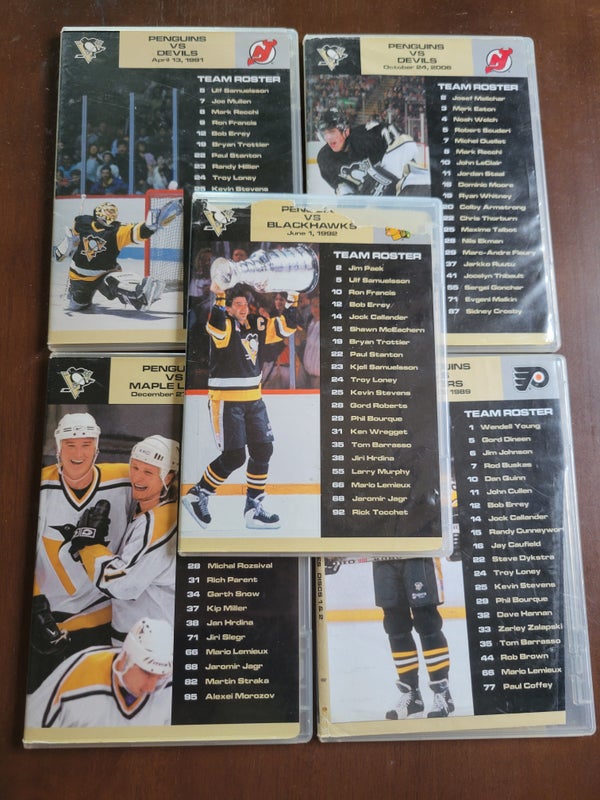 PENGUINS
VS
DEVILS
April 13, 1991
TEAM ROSTER
5 Ulf Samuelsson
7 Joe Mullen
8 Mark Recchi
9 Ron Francis
12 Bob Errey
19 Bryan Trottier
22 Paul Stanton
23 Randy Hillier
24 Troy Loney
25 Kevin Stevens
PENGUINS
VS
DEVILS
October 24, 2006
TEAM ROSTER
2 Josef Melichar
3 Mark Eaton
4 Noah Welch
5 Robert Scuderi
7 Michel Ouellet
8 Mark Recchi
10 John LeClair
11 Jordan Staal
18 Dominic Moore
19 Ryan Whitney
20 Colby Armstrong
22 Chris Thorburn
25 Maxime Talbot
28 Nils Ekman
29 Marc-Andre Fleury
37 Jarkko Ruutu
41 Jocelyn Thibault
55 Sergei Gonchar
71 Evgeni Malkin
87 Sidney Crosby
VS
BLACKHAWKS
June 1, 1992
TEAM ROSTER
2 Jim Paek
5 Ulf Samuelsson
10 Ron Francis
12 Bob Errey
14 Jock Callander
15 Shawn McEachern
19 Bryan Trottier
22 Paul Stanton
23 Kjell Samuelsson
24 Troy Loney
25 Kevin Stevens
28 Gord Roberts
29 Phil Bourque
31 Ken Wregget
35 Tom Barrasso
38 Jiri Hrdina
55 Larry Murphy
66 Mario Lemieux
68 Jaromir Jagr
92 Rick Tocchet
PENGU
VS
MAPLE L
December 2
28 Michal Rozsival
31 Rich Parent
34 Garth Snow
37 Kip Miller
38 Jan Hrdina
71 Jiri Slegr
66 Mario Lemieux
68 Jaromir Jagr
82 Martin Straka
95 Alexei Morozov
GUINS
RS
1989
TEAM ROSTER
1 Wendell Young
5 Gord Dineen
6 Jim Johnson
7 Rod Buskas
10 Dan Quinn
11 John Cullen
12 Bob Errey
14 Jock Callander
15 Randy Cunneywor
16 Jay Caufield
22 Steve Dykstra
24 Troy Loney
25 Kevin Stevens
29 Phil Bourque
32 Dave Hannan
33 Zarley Zalapski
35 Tom Barrasso
44 Rob Brown
66 Mario Lemieux
77 Paul Coffey
DISCS 1 & 2